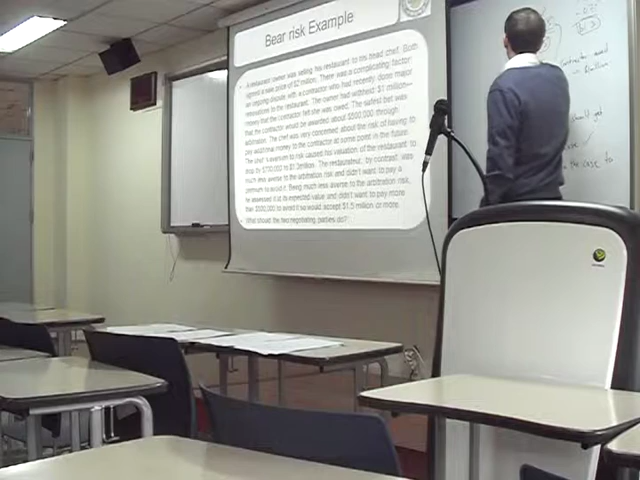 Bear risk Example
A restaurant owner was selling his restaurant to his head chef. Both
agreed a sale price of $2 million. There was a complicating factor:
an ongoing dispute with a contractor who had recently done major
renovations to the restaurant. The owner had withheld $1 million—
money that the contractor felt she was owed. The safest bet was
that the contractor would be awarded about $500,000 through
arbitration. The chef was very concerned about the risk of having to
pay additional money to the contractor at some point in the future.
The chef's aversion to risk caused his valuation of the restaurant to
drop by $700,000 to $1.3million. The restaurateur, by contrast, was
much less averse to the arbitration risk and didn't want to pay a
premium to avoid it. Being much less averse to the arbitration risk,
he assessed it at its expected value and didn't want to pay more
than $500,000 to avoid it so would accept $1.5 million or more.
What should the two negotiating parties do?
should get
case to